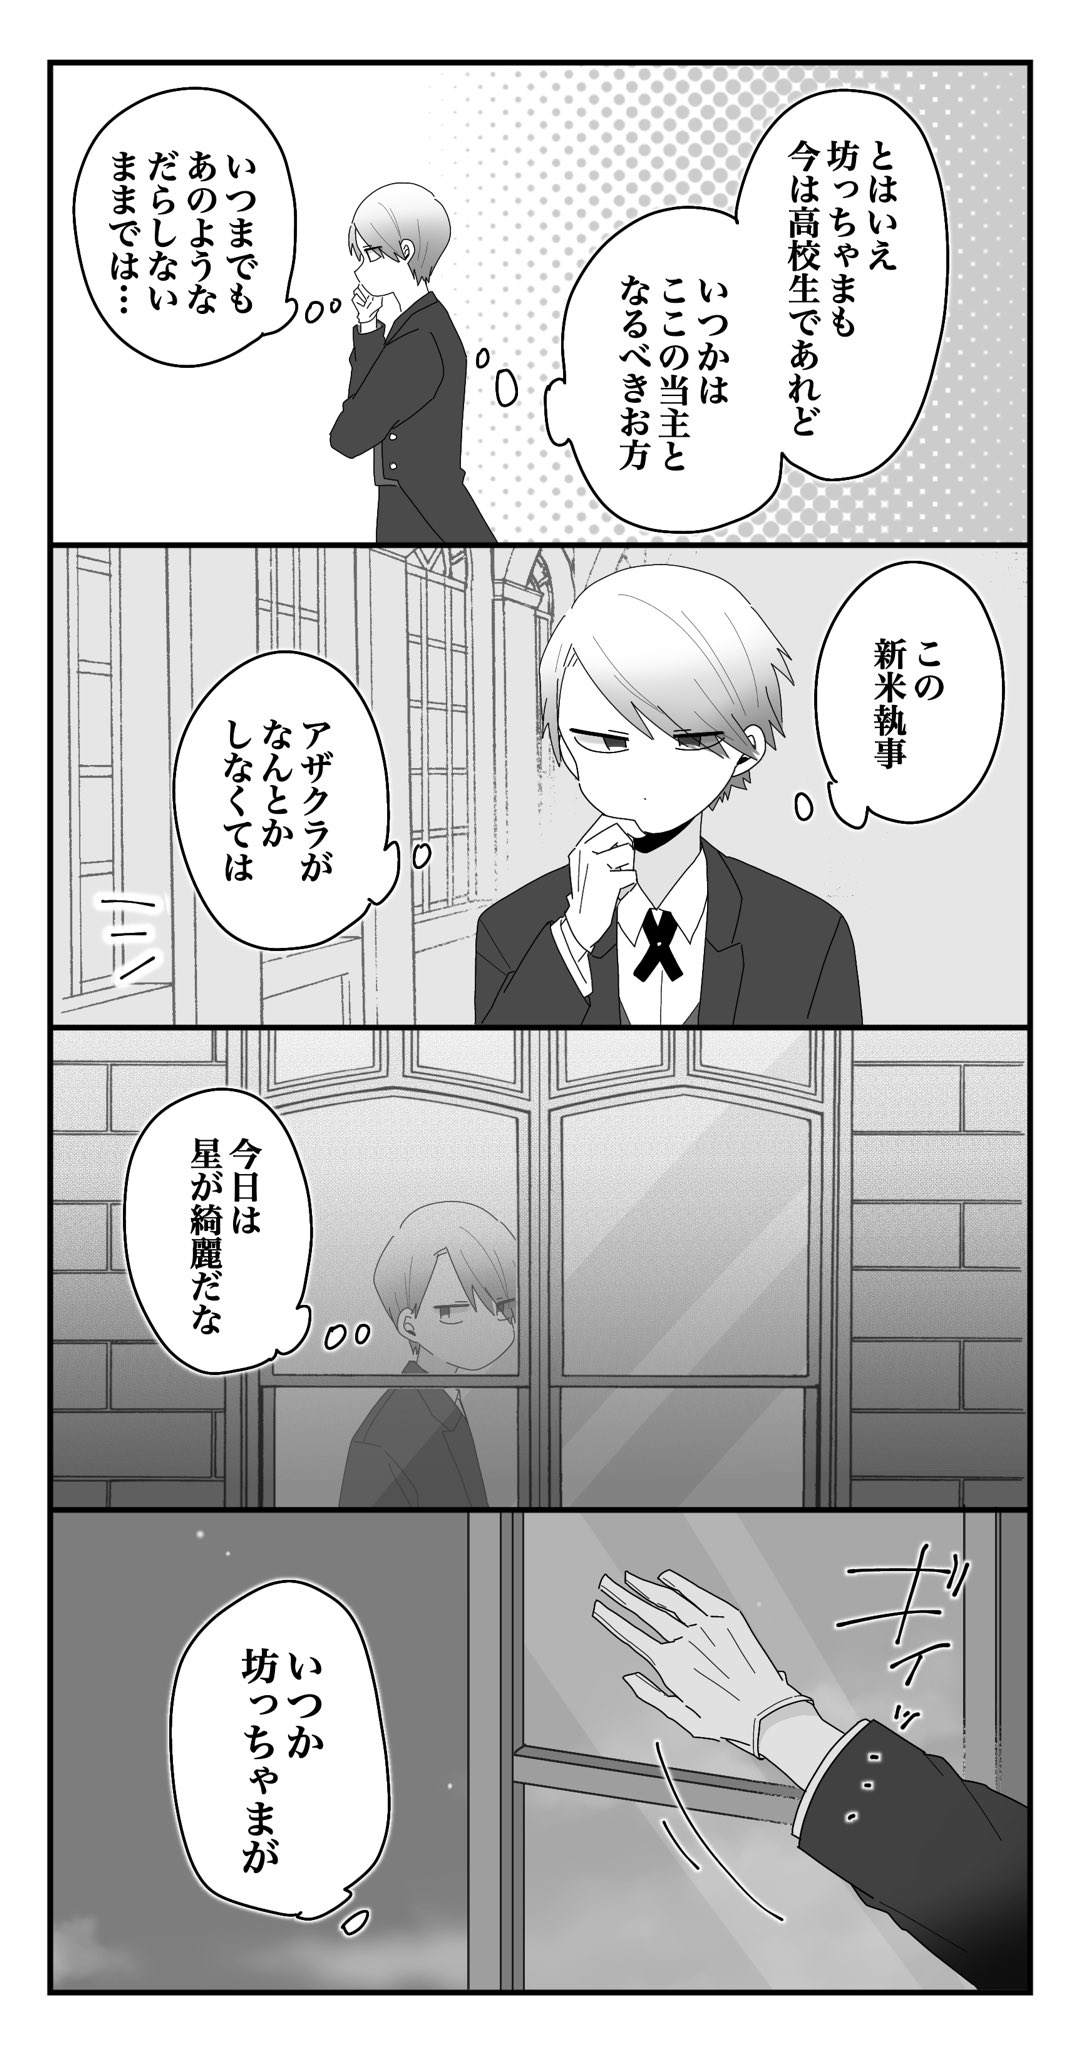 とはいえ
坊っちゃまも
今は高校生であれど
いつかは
ここの当主と
なるべきお方
いつまでも
あのような
だらしない
ままでは…
この
新米執事
アザクラが
なんとか
しなくては
今日は
星が綺麗だな
ギィッ…
いつか
坊っちゃまが